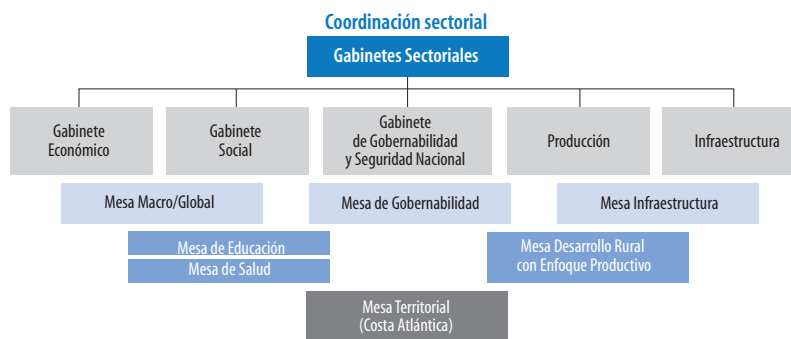 Coordinación sectorial
Gabinetes Sectoriales
Gabinete
Económico
Gabinete
Social
Gabinete
de Gobernabilidad
y Seguridad Nacional
Producción
Infraestructura
Mesa Macro/Global
Mesa de Gobernabilidad
Mesa Infraestructura
Mesa de Educación
Mesa de Salud
Mesa Desarrollo Rural
con Enfoque Productivo
Mesa Territorial
(Costa Atlántica)